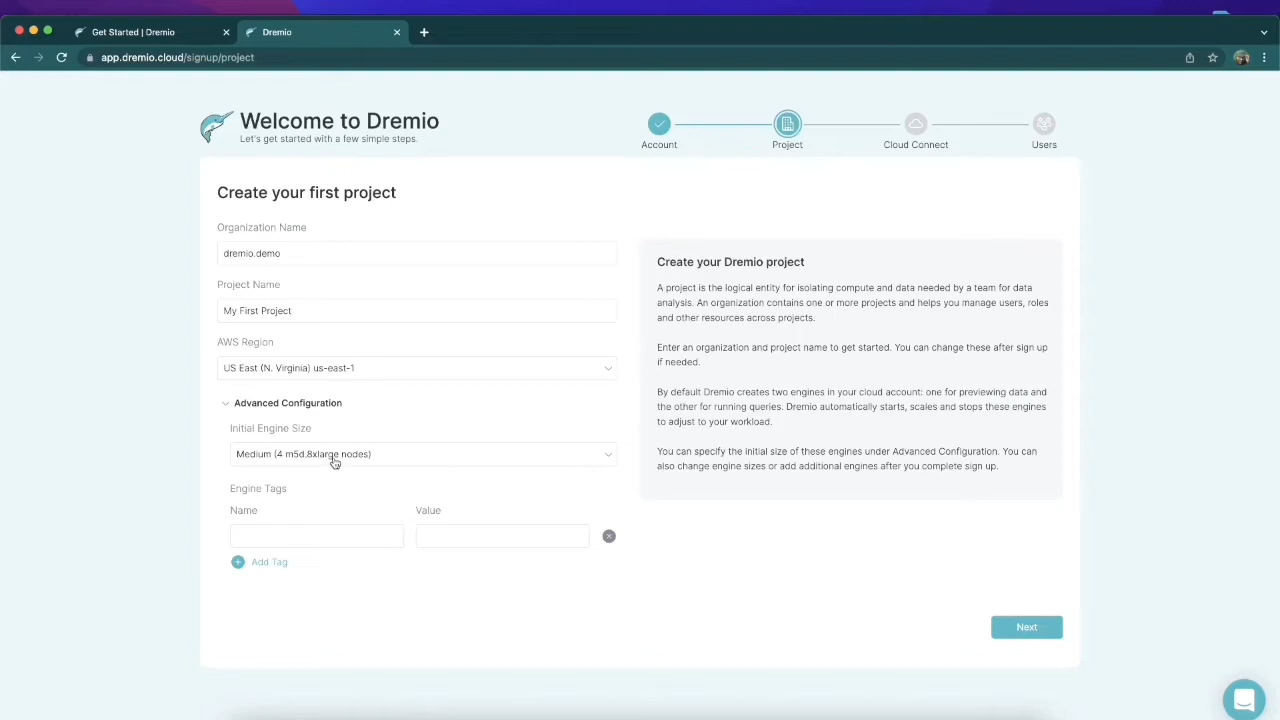 Get Started | Dremio
Dremio
app.dremio.cloud/signup/project
Welcome to Dremio
Let's get started with a few simple steps.
Account
Project
Cloud Connect
Users
Create your first project
Organization Name
dremio.demo
Project Name
My First Project
AWS Region
US East (N. Virginia) us-east-1
Advanced Configuration
Initial Engine Size
Medium (4 m5d.8xlarge nodes)
Engine Tags
Name
Value
Add Tag
Create your Dremio project
A project is the logical entity for isolating compute and data needed by a team for data
analysis. An organization contains one or more projects and helps you manage users, roles
and other resources across projects.
Enter an organization and project name to get started. You can change these after sign up
if needed.
By default Dremio creates two engines in your cloud account: one for previewing data and
the other for running queries. Dremio automatically starts, scales and stops these engines
to adjust to your workload.
You can specify the initial size of these engines under Advanced Configuration. You can
also change engine sizes or add additional engines after you complete sign up.
Next